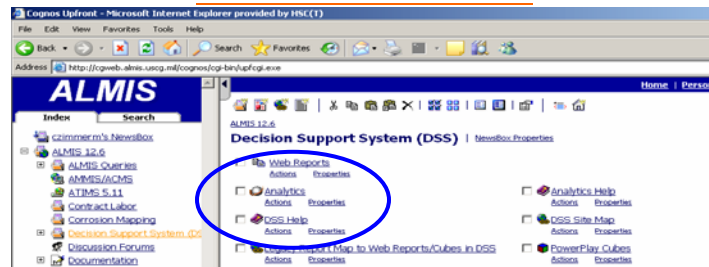 Cognos Upfront - Microsoft Internet Explorer provided by HSC(T)
File Edit View Favorites Tools Help
Back Search Favorites
Address http://cgweb.almis.uscg.mil/cognos/cgi-bin/upfcgi.exe
ALMIS
Index Search
czimmerm's NewsBox
ALMIS 12.6
ALMIS Queries
AMMIS/ACMS
ATIMS 5.11
Contract Labor
Corrosion Mapping
Decision Support System (DS
Discussion Forums
Documentation
Home | Perso
ALMIS 12.6
Decision Support System (DSS) | NewsBox Properties
Web Reports
Actions Properties
Analytics Analytics Help
Actions Properties Actions Properties
DSS Help DSS Site Map
Actions Properties Actions Properties
Report Map to Web Reports/Cubes in DSS PowerPlay Cubes
Actions Properties Actions Properties